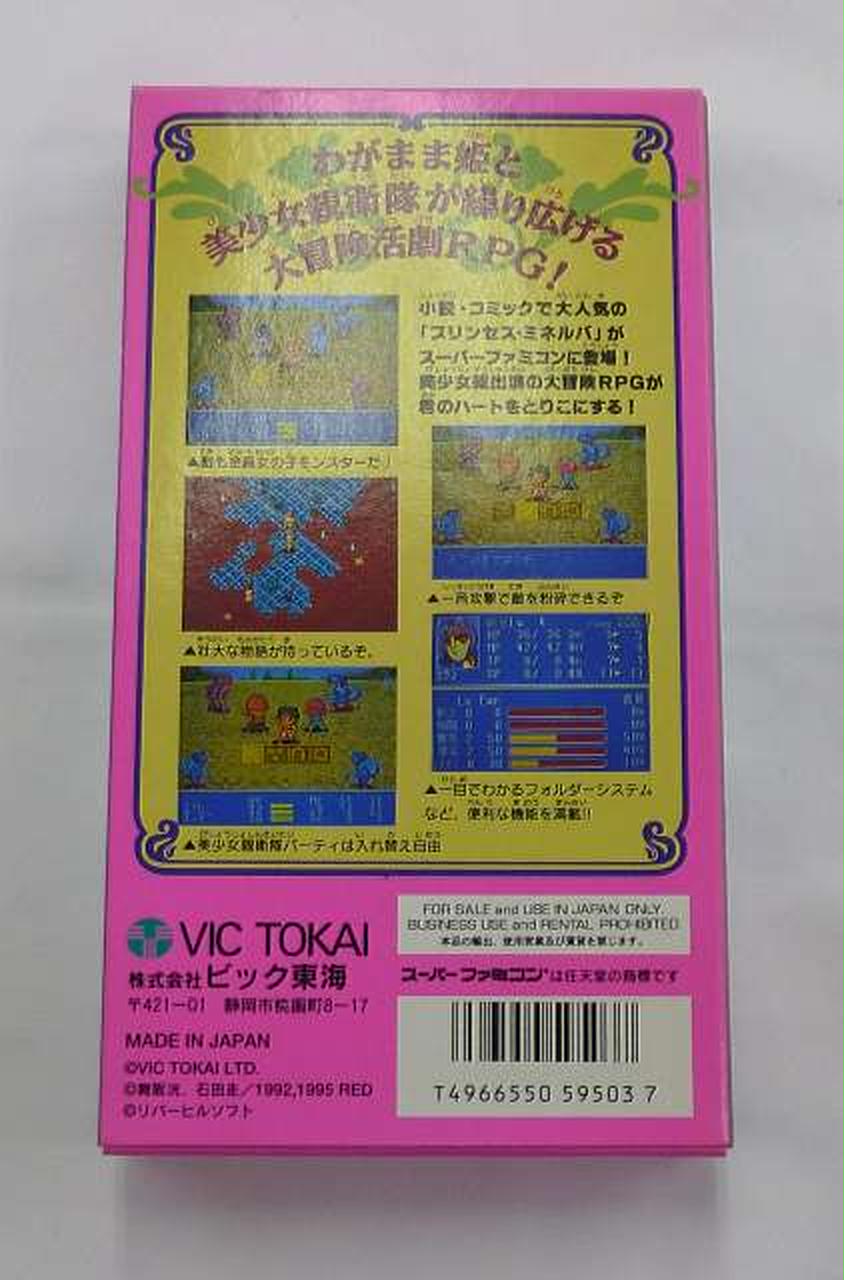 わがまま姫と
美少女親衛隊が繰り広げる
大冒険活劇RPG!
小説・コミックで大人気の
「プリンセス・ミネルバ」が
スーパーファミコンに登場!
美少女総出演の大冒険RPGが
君のハートをとりこにする!
▲敵も全員女の子モンスターだ!
▲一斉攻撃で敵を粉砕できるぞ
▲壮大な物語が待っているぞ。
▲一目でわかるフォルダーシステム
など、便利な機能を満載!!
▲美少女親衛隊パーティは入れ替え自由
VIC TOKAI
株式会社ビック東海
〒421-01 静岡市桃園町8-17
MADE IN JAPAN
©VIC TOKAI LTD.
©舞阪洸、石田走/1992,1995 RED
©リバーヒルソフト
FOR SALE and USE IN JAPAN ONLY.
BUSINESS USE and RENTAL PROHIBITED.
本品の輸出、使用営業及び賃貸を禁じます。
スーパーファミコン®は任天堂の商標です
T4966550 59503 7